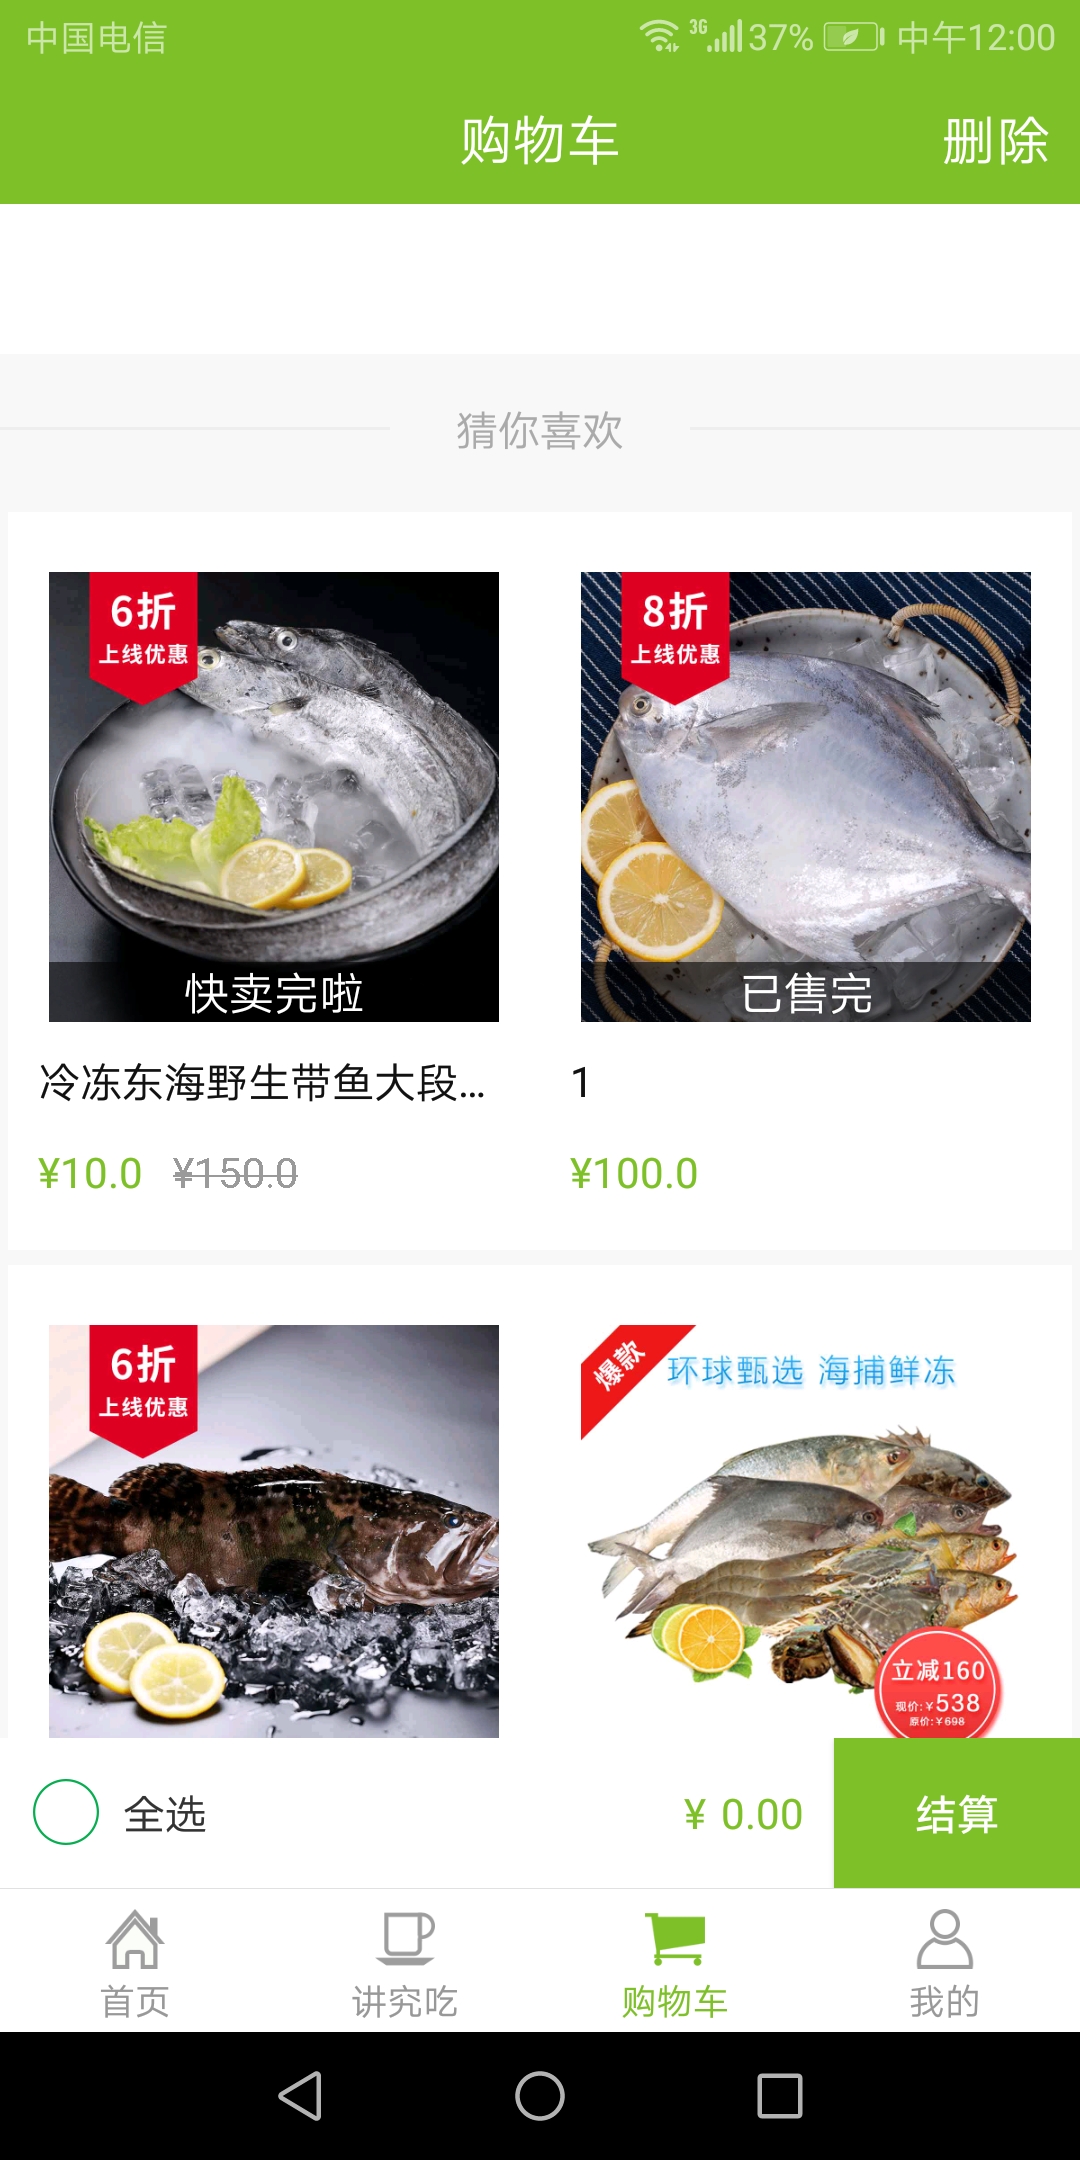 中国电信 3G 37% 中午12:00
购物车 删除
猜你喜欢
6折
上线优惠
快卖完啦
8折
上线优惠
已售完
冷冻东海野生带鱼大段...
¥10.0 ¥150.0
1
¥100.0
6折
上线优惠
爆款
环球甄选 海捕鲜冻
立减160
现价:¥538
原价:¥698
全选 ¥ 0.00 结算
首页 讲究吃 购物车 我的